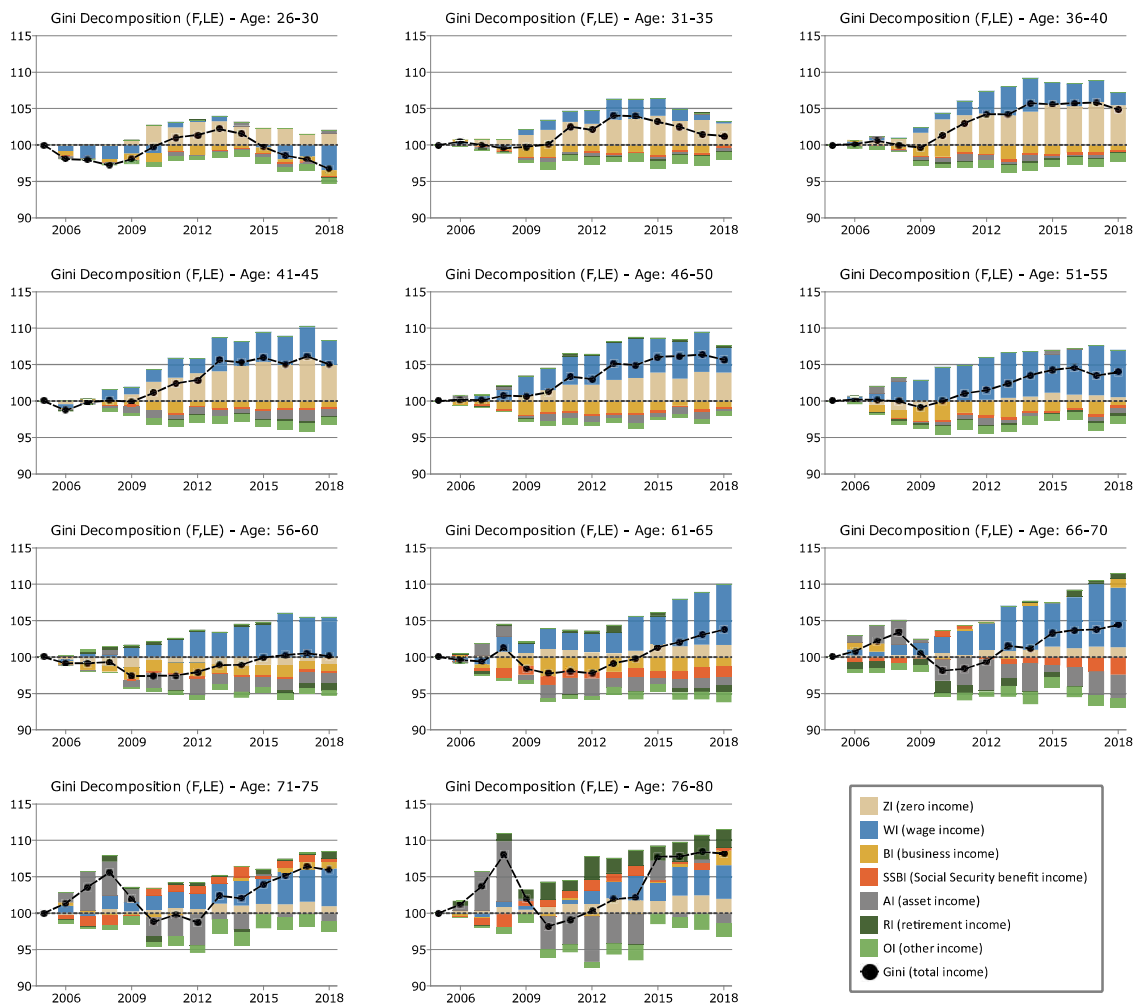 Gini Decomposition (F,LE) - Age: 26-30
115
110
105
100
95
90
2006 2009 2012 2015 2018
Gini Decomposition (F,LE) - Age: 31-35
115
110
105
100
95
90
2006 2009 2012 2015 2018
Gini Decomposition (F,LE) - Age: 36-40
115
110
105
100
95
90
2006 2009 2012 2015 2018
Gini Decomposition (F,LE) - Age: 41-45
115
110
105
100
95
90
2006 2009 2012 2015 2018
Gini Decomposition (F,LE) - Age: 46-50
115
110
105
100
95
90
2006 2009 2012 2015 2018
Gini Decomposition (F,LE) - Age: 51-55
115
110
105
100
95
90
2006 2009 2012 2015 2018
Gini Decomposition (F,LE) - Age: 56-60
115
110
105
100
95
90
2006 2009 2012 2015 2018
Gini Decomposition (F,LE) - Age: 61-65
115
110
105
100
95
90
2006 2009 2012 2015 2018
Gini Decomposition (F,LE) - Age: 66-70
115
110
105
100
95
90
2006 2009 2012 2015 2018
Gini Decomposition (F,LE) - Age: 71-75
115
110
105
100
95
90
2006 2009 2012 2015 2018
Gini Decomposition (F,LE) - Age: 76-80
115
110
105
100
95
90
2006 2009 2012 2015 2018
ZI (zero income)
WI (wage income)
BI (business income)
SSBI (Social Security benefit income)
AI (asset income)
RI (retirement income)
OI (other income)
Gini (total income)